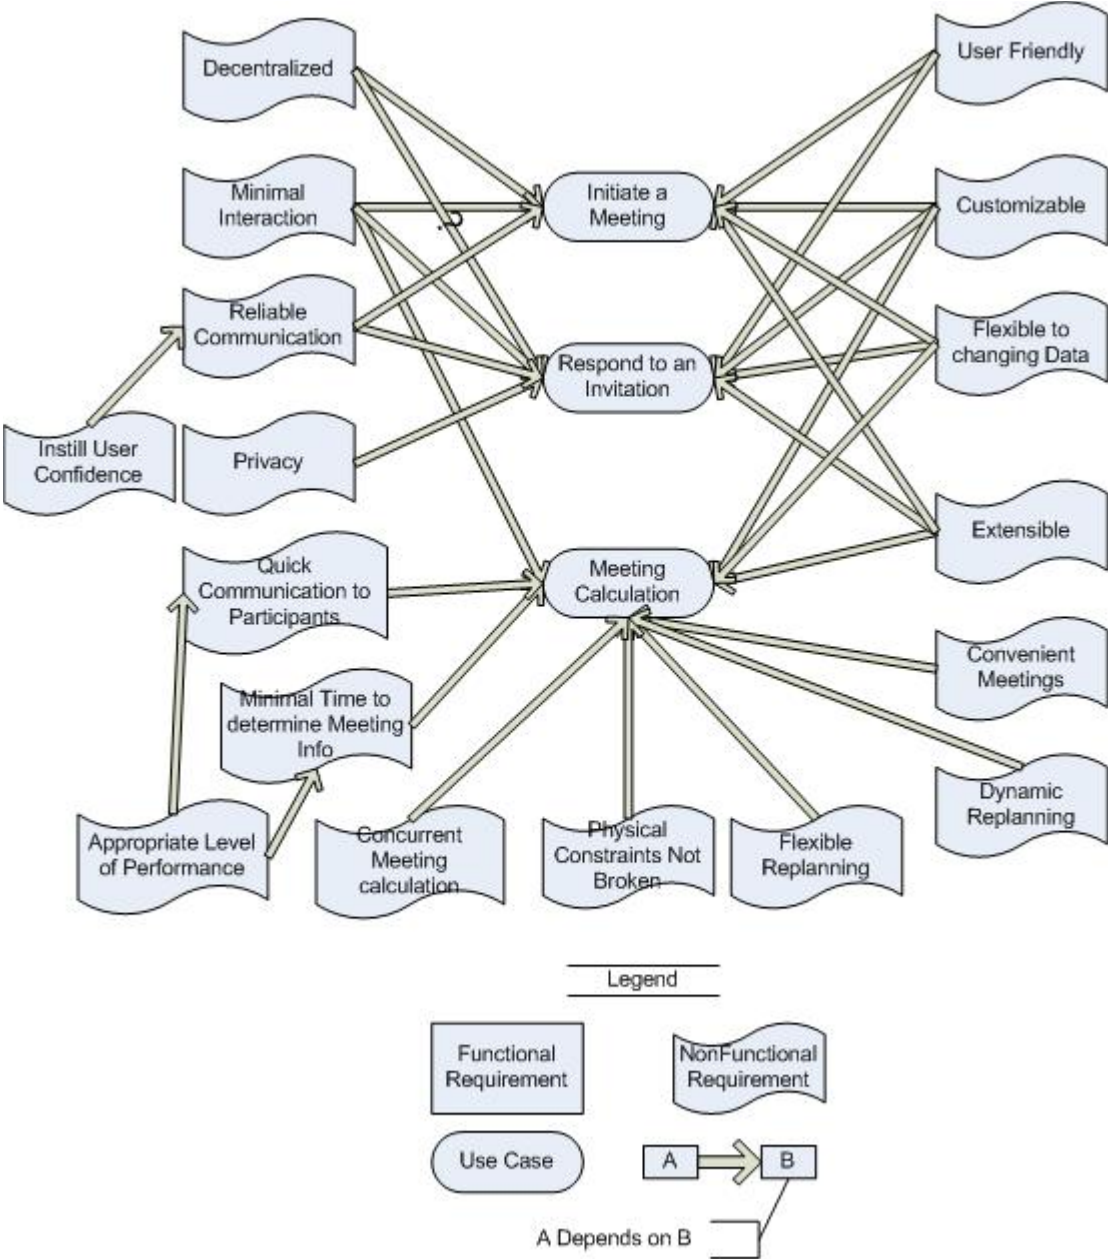 Decentralized
User Friendly
Minimal
Interaction
Initiate a
Meeting
Customizable
Reliable
Communication
Flexible to
changing Data
Respond to an
Invitation
Instill User
Confidence
Privacy
Extensible
Quick
Communication to
Participants
Meeting
Calculation
Convenient
Meetings
Minimal Time to
determine Meeting
Info
Dynamic
Replanning
Appropriate Level
of Performance
Concurrent
Meeting
calculation
Physical
Constraints Not
Broken
Flexible
Replanning
Legend
Functional
Requirement
NonFunctional
Requirement
Use Case
A
B
A Depends on B